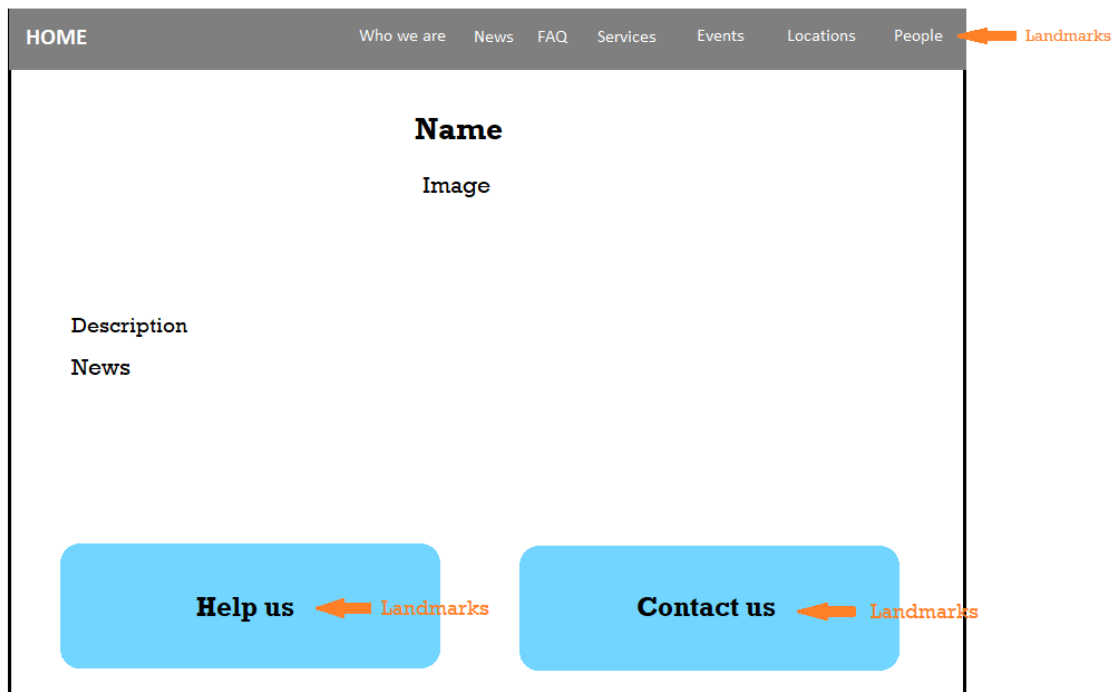 HOME Who we are News FAQ Services Events Locations People Landmarks
Name
Image
Description
News
Help us Landmarks Contact us Landmarks